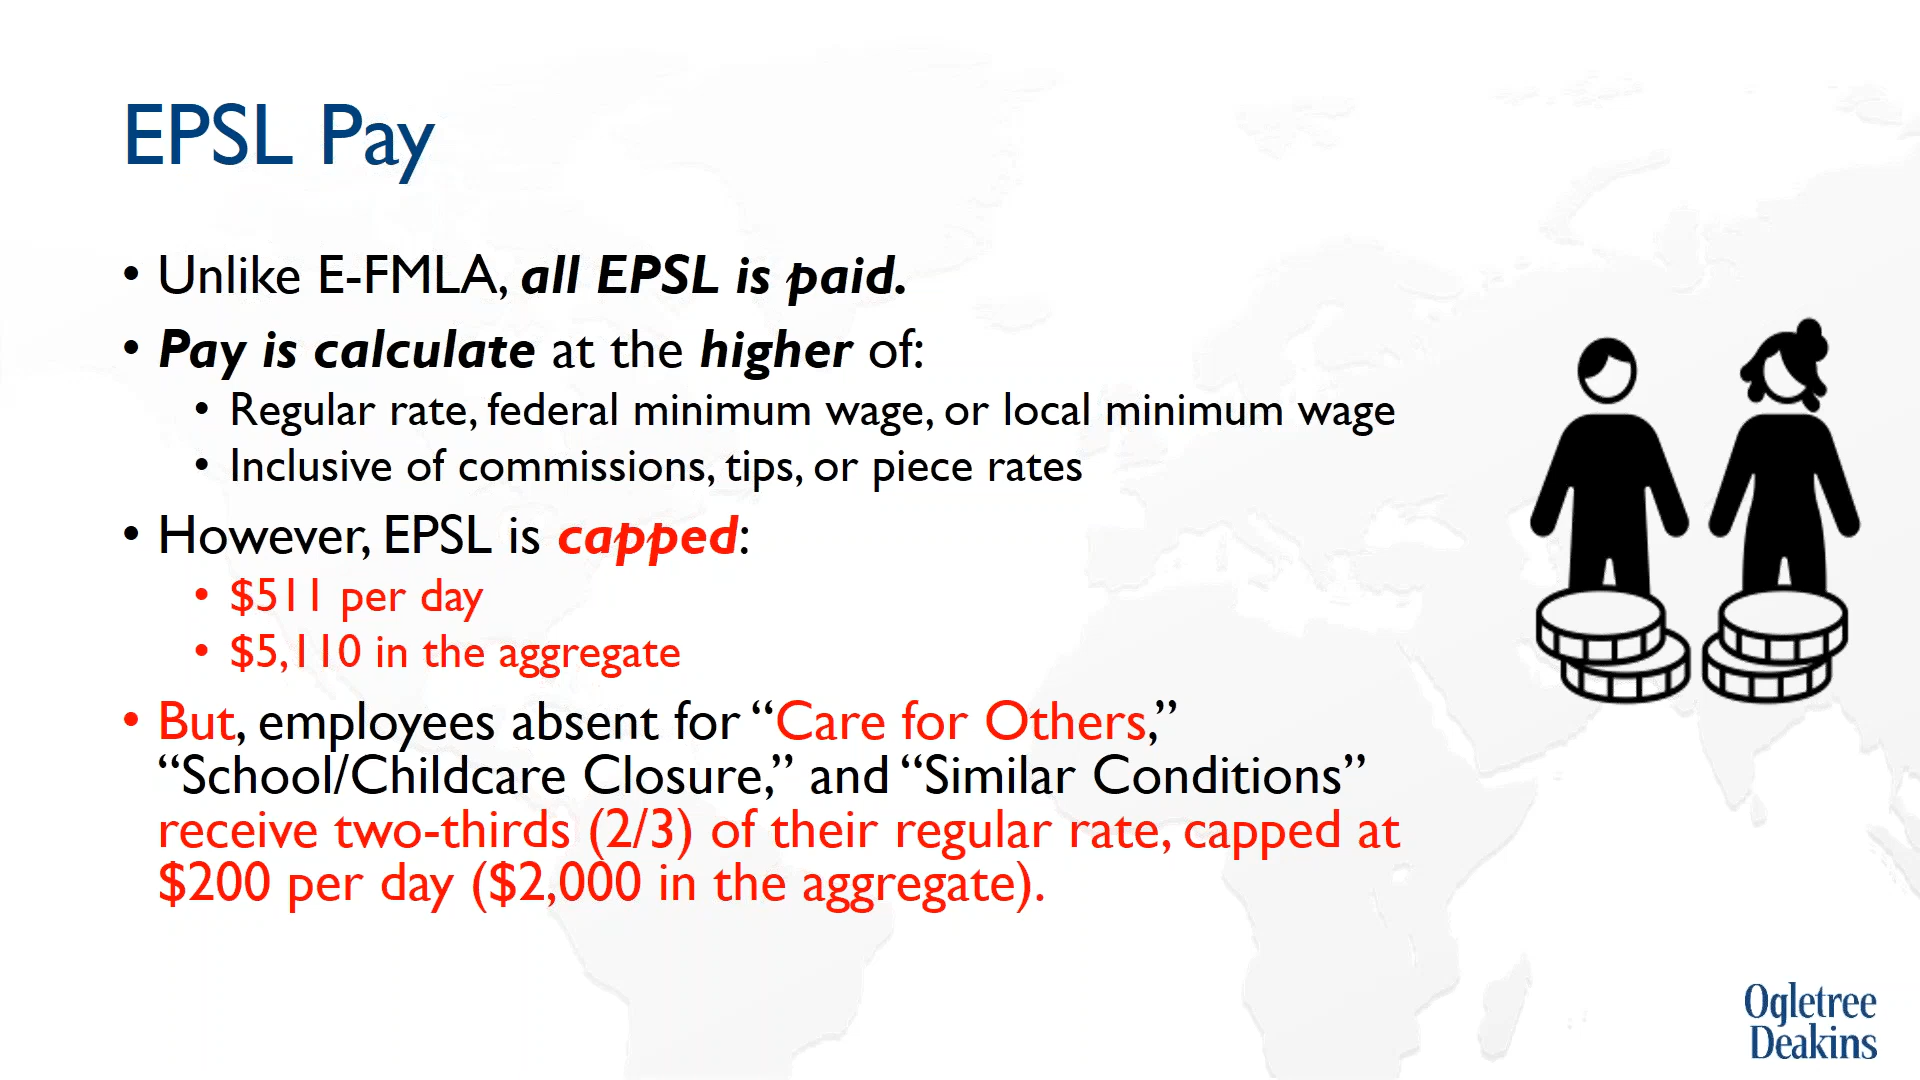 EPSL Pay
• Unlike E-FMLA, all EPSL is paid.
• Pay is calculate at the higher of:
• Regular rate, federal minimum wage, or local minimum wage
• Inclusive of commissions, tips, or piece rates
• However, EPSL is capped:
• $511 per day
• $5,110 in the aggregate
• But, employees absent for “Care for Others,”
“School/Childcare Closure,” and “Similar Conditions”
receive two-thirds (2/3) of their regular rate, capped at
$200 per day ($2,000 in the aggregate).
Ogletree
Deakins